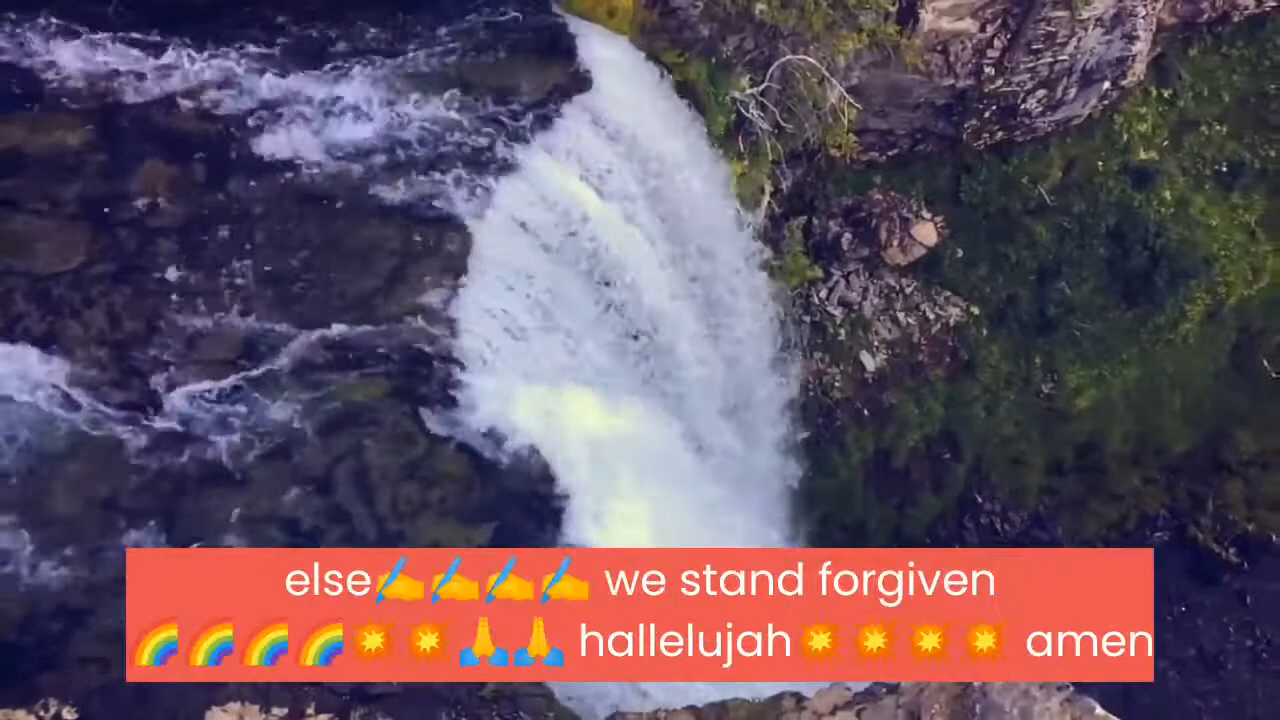 else✍️✍️✍️✍️ we stand forgiven
🌈🌈🌈🌈💥💥🙏🙏 hallelujah💥💥💥💥 amen